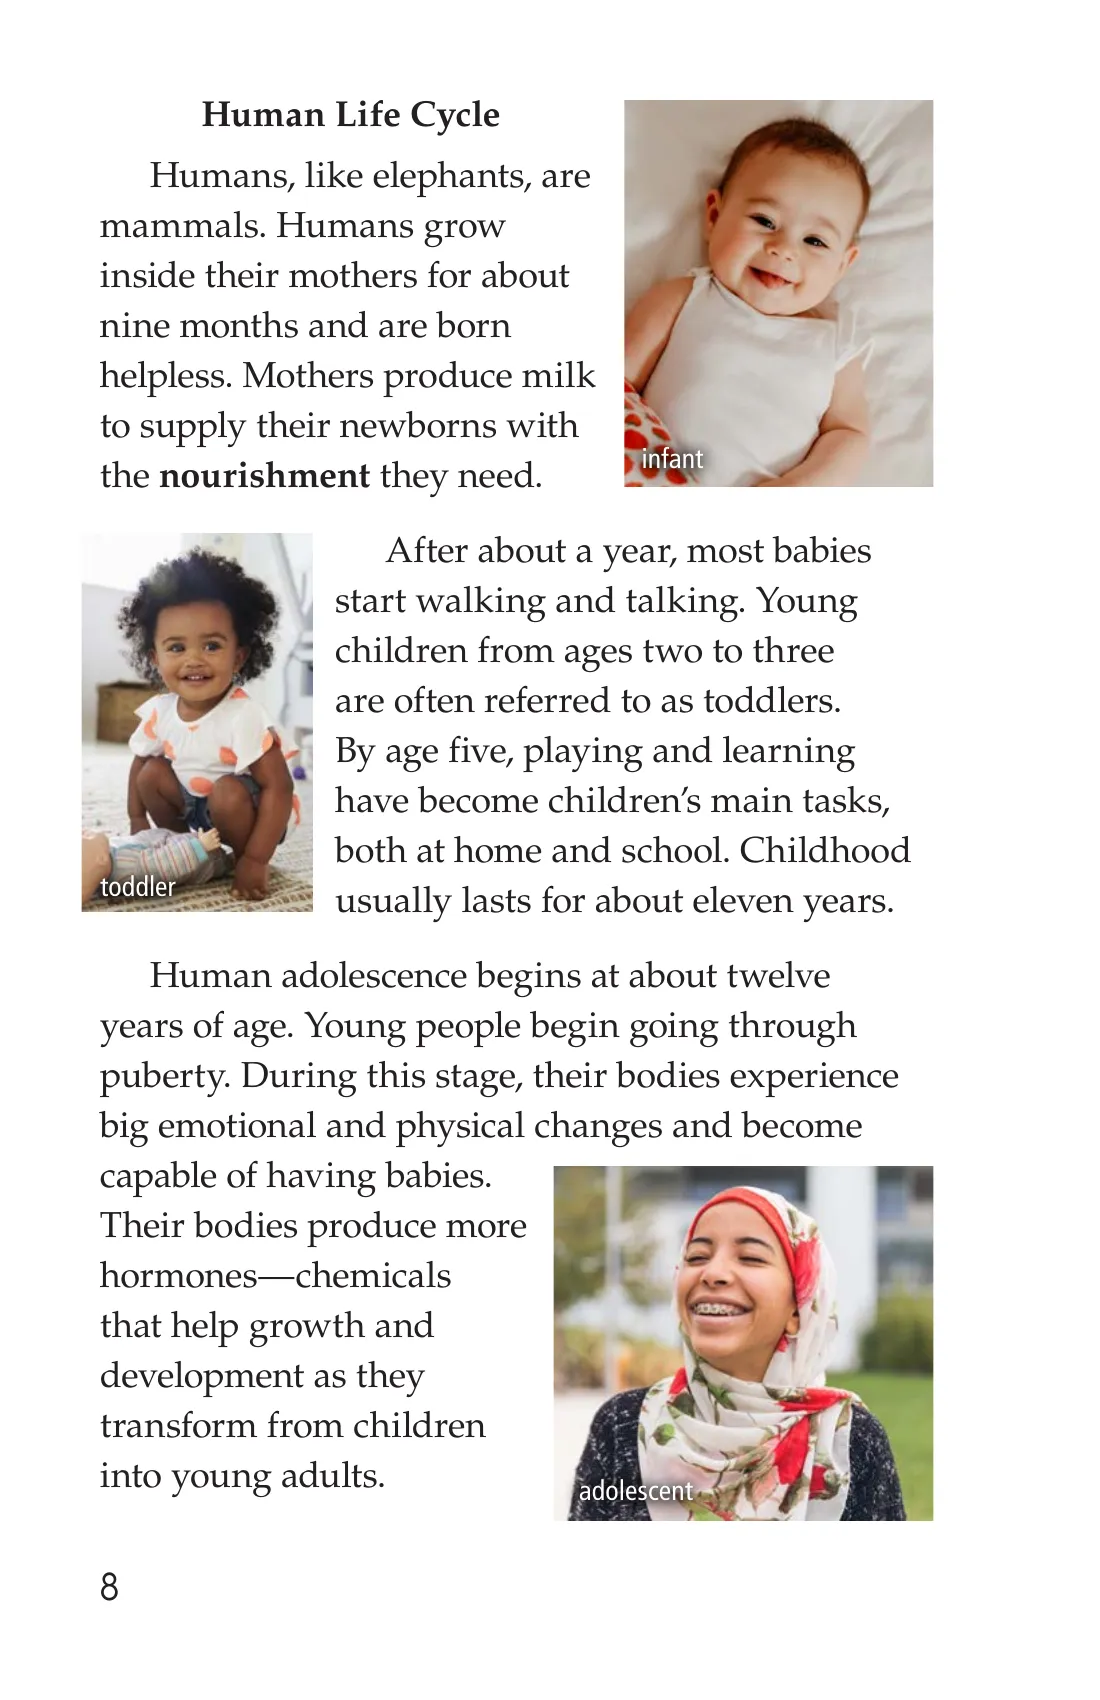 Human Life Cycle
Humans, like elephants, are
mammals. Humans grow
inside their mothers for about
nine months and are born
helpless. Mothers produce milk
to supply their newborns with
the nourishment they need.
infant
After about a year, most babies
start walking and talking. Young
children from ages two to three
are often referred to as toddlers.
By age five, playing and learning
have become children’s main tasks,
both at home and school. Childhood
usually lasts for about eleven years.
toddler
Human adolescence begins at about twelve
years of age. Young people begin going through
puberty. During this stage, their bodies experience
big emotional and physical changes and become
capable of having babies.
Their bodies produce more
hormones—chemicals
that help growth and
development as they
transform from children
into young adults.
adolescent
8